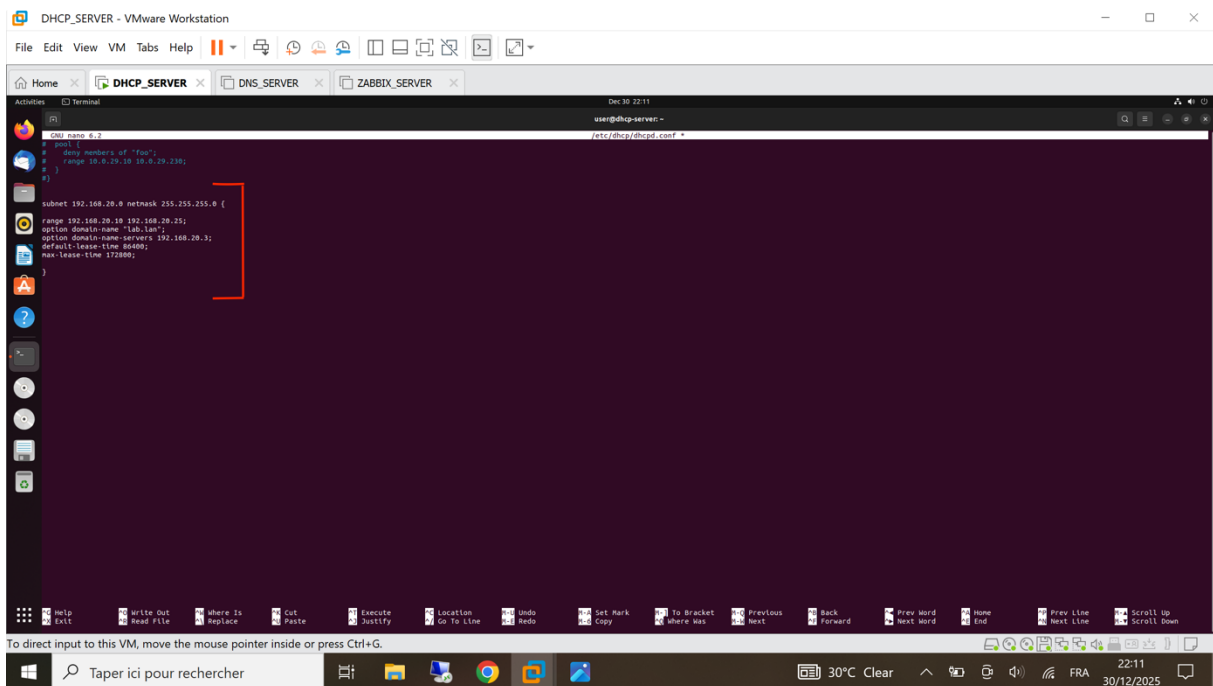 DHCP_SERVER - VMware Workstation
File Edit View VM Tabs Help
Home DHCP_SERVER DNS_SERVER ZABBIX_SERVER
Activities Terminal Dec 30 22:11
user@dhcp-server: ~
GNU nano 6.2 /etc/dhcp/dhcpd.conf *
# pool {
# deny members of "foo";
# range 10.0.29.10 10.0.29.230;
# }
#}
subnet 192.168.20.0 netmask 255.255.255.0 {
range 192.168.20.10 192.168.20.25;
option domain-name "lab.lan";
option domain-name-servers 192.168.20.3;
default-lease-time 86400;
max-lease-time 172800;
}
^G Help ^O Write Out ^W Where Is ^K Cut ^T Execute ^C Location M-U Undo M-A Set Mark M-] To Bracket M-Q Previous ^B Back ^◀ Prev Word ^A Home ^P Prev Line M-▲ Scroll Up
^X Exit ^R Read File ^\ Replace ^U Paste ^J Justify ^/ Go To Line M-E Redo M-6 Copy ^Q Where Was M-W Next ^F Forward ^▶ Next Word ^E End ^N Next Line M-▼ Scroll Down
To direct input to this VM, move the mouse pointer inside or press Ctrl+G.
Taper ici pour rechercher 30°C Clear FRA 22:11
30/12/2025